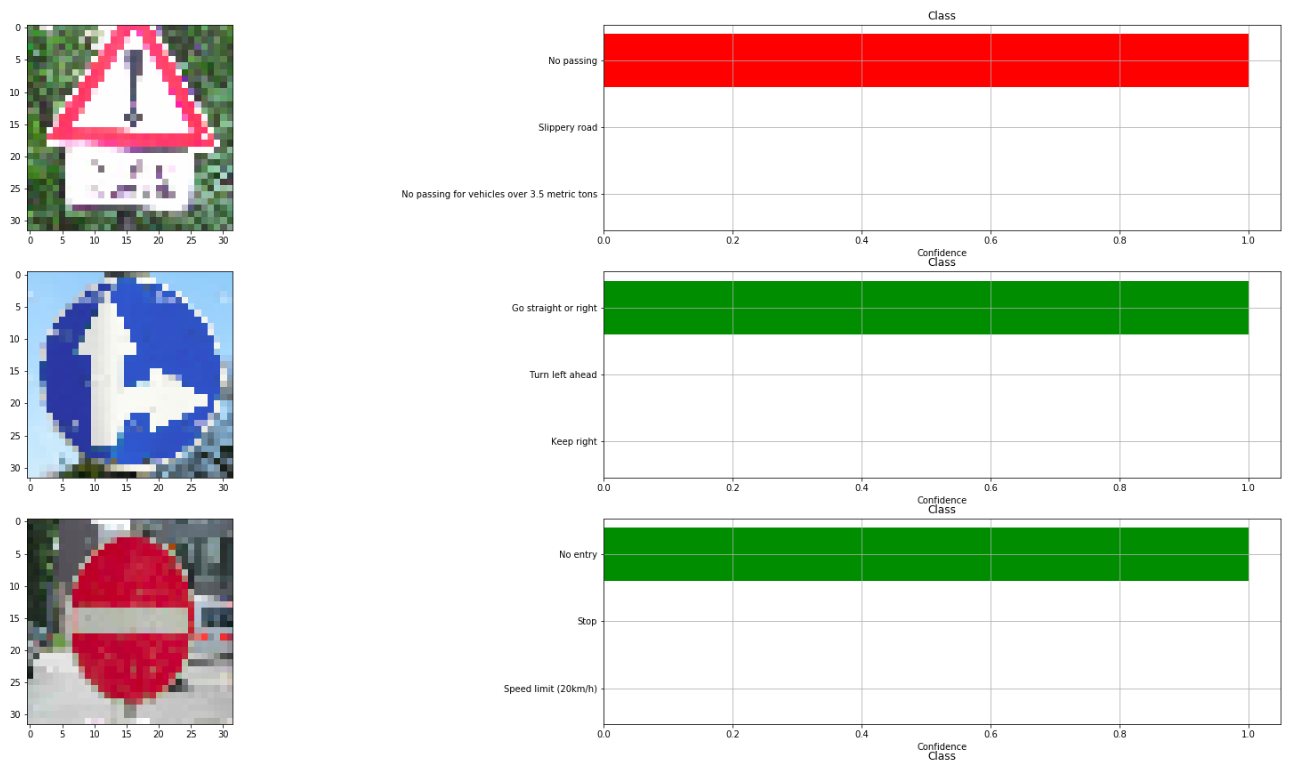 Class
0
5
10
15
20
25
30
0 5 10 15 20 25 30
No passing
Slippery road
No passing for vehicles over 3.5 metric tons
0.0 0.2 0.4 0.6 0.8 1.0
Confidence
Class
0
5
10
15
20
25
30
0 5 10 15 20 25 30
Go straight or right
Turn left ahead
Keep right
0.0 0.2 0.4 0.6 0.8 1.0
Confidence
Class
0
5
10
15
20
25
30
0 5 10 15 20 25 30
No entry
Stop
Speed limit (20km/h)
0.0 0.2 0.4 0.6 0.8 1.0
Confidence
Class